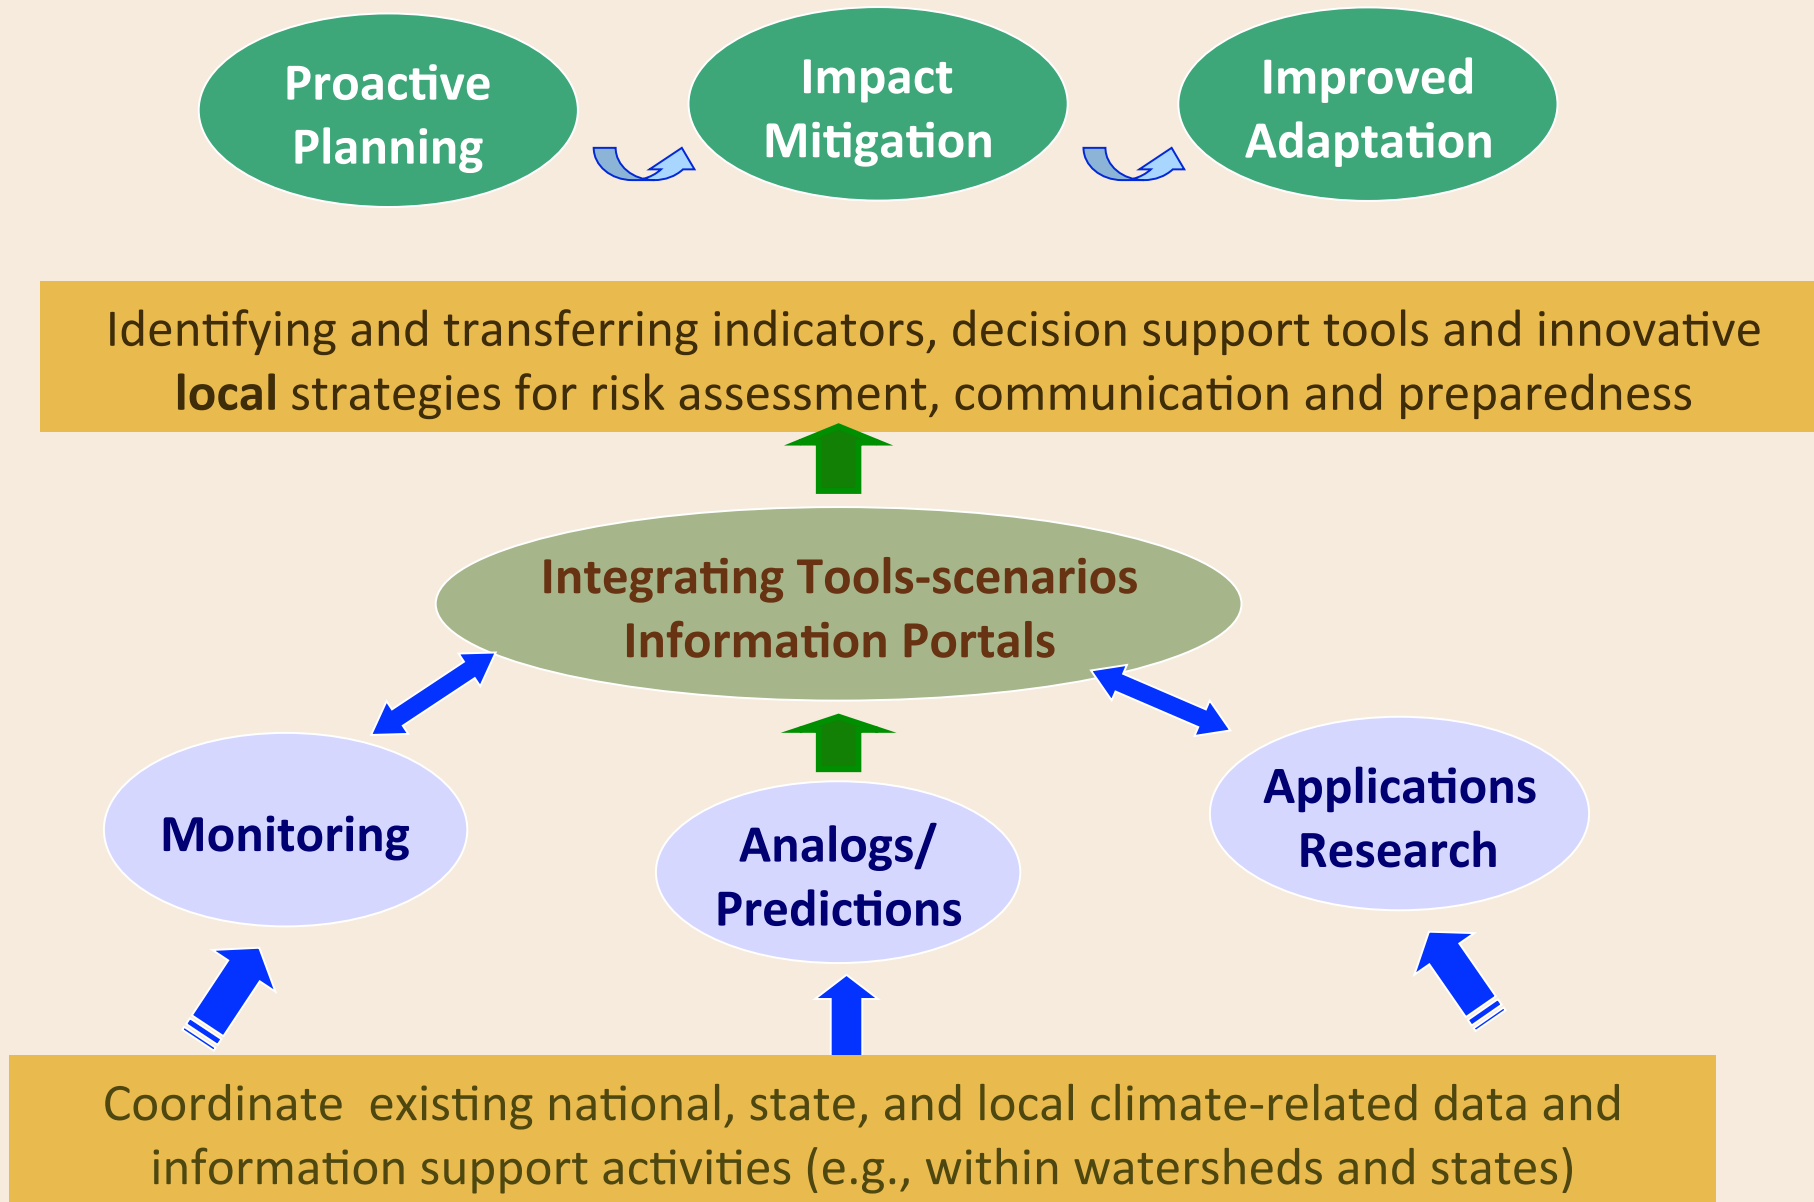 Proactive
Planning
Impact
Mitigation
Improved
Adaptation
Identifying and transferring indicators, decision support tools and innovative
local strategies for risk assessment, communication and preparedness
Integrating Tools-scenarios
Information Portals
Monitoring
Analogs/
Predictions
Applications
Research
Coordinate  existing national, state, and local climate-related data and
information support activities (e.g., within watersheds and states)